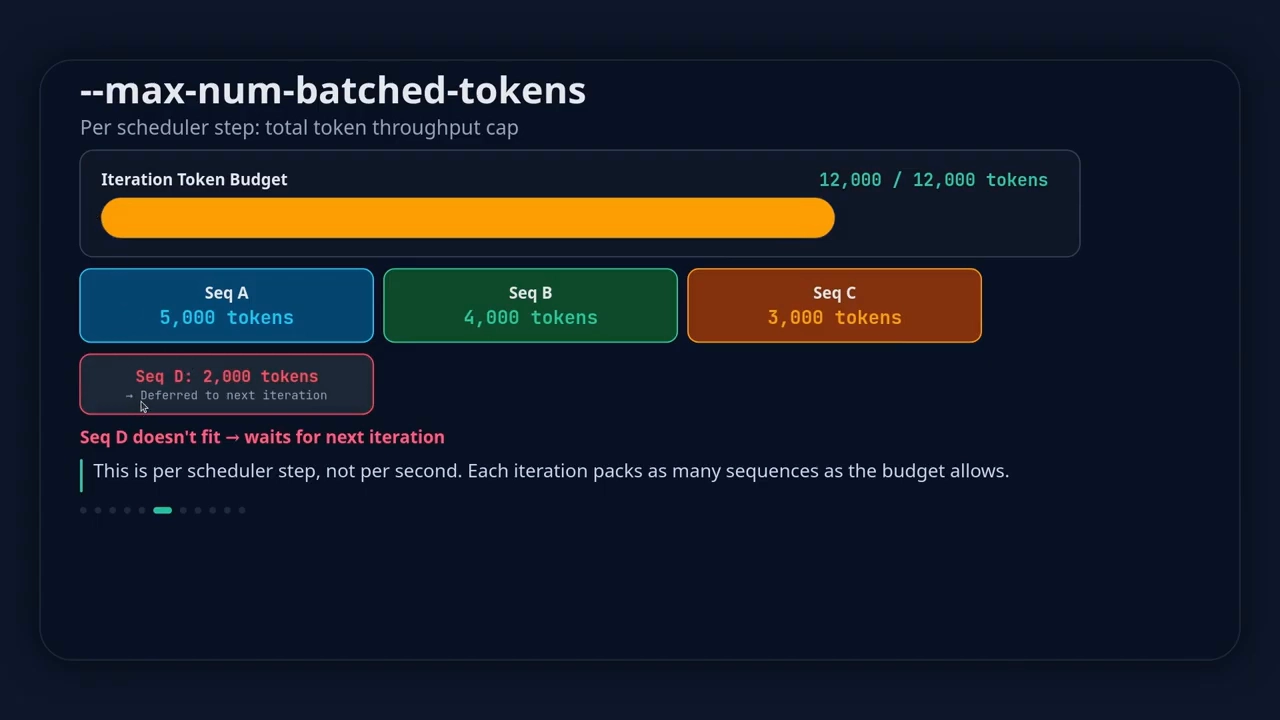 --max-num-batched-tokens
Per scheduler step: total token throughput cap
Iteration Token Budget
12,000 / 12,000 tokens
Seq A
5,000 tokens
Seq B
4,000 tokens
Seq C
3,000 tokens
Seq D: 2,000 tokens
→ Deferred to next iteration
Seq D doesn't fit → waits for next iteration
This is per scheduler step, not per second. Each iteration packs as many sequences as the budget allows.